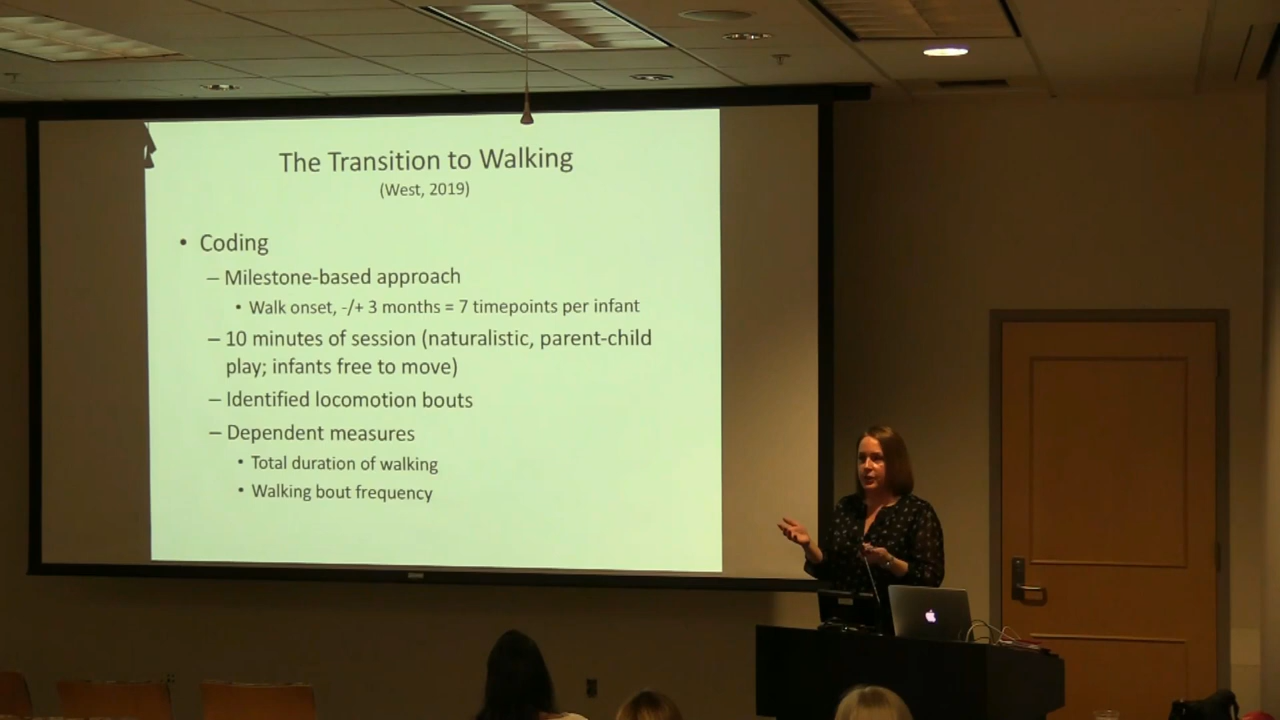 The Transition to Walking
(West, 2019)
• Coding
– Milestone-based approach
• Walk onset, -/+ 3 months = 7 timepoints per infant
– 10 minutes of session (naturalistic, parent-child
play; infants free to move)
– Identified locomotion bouts
– Dependent measures
• Total duration of walking
• Walking bout frequency